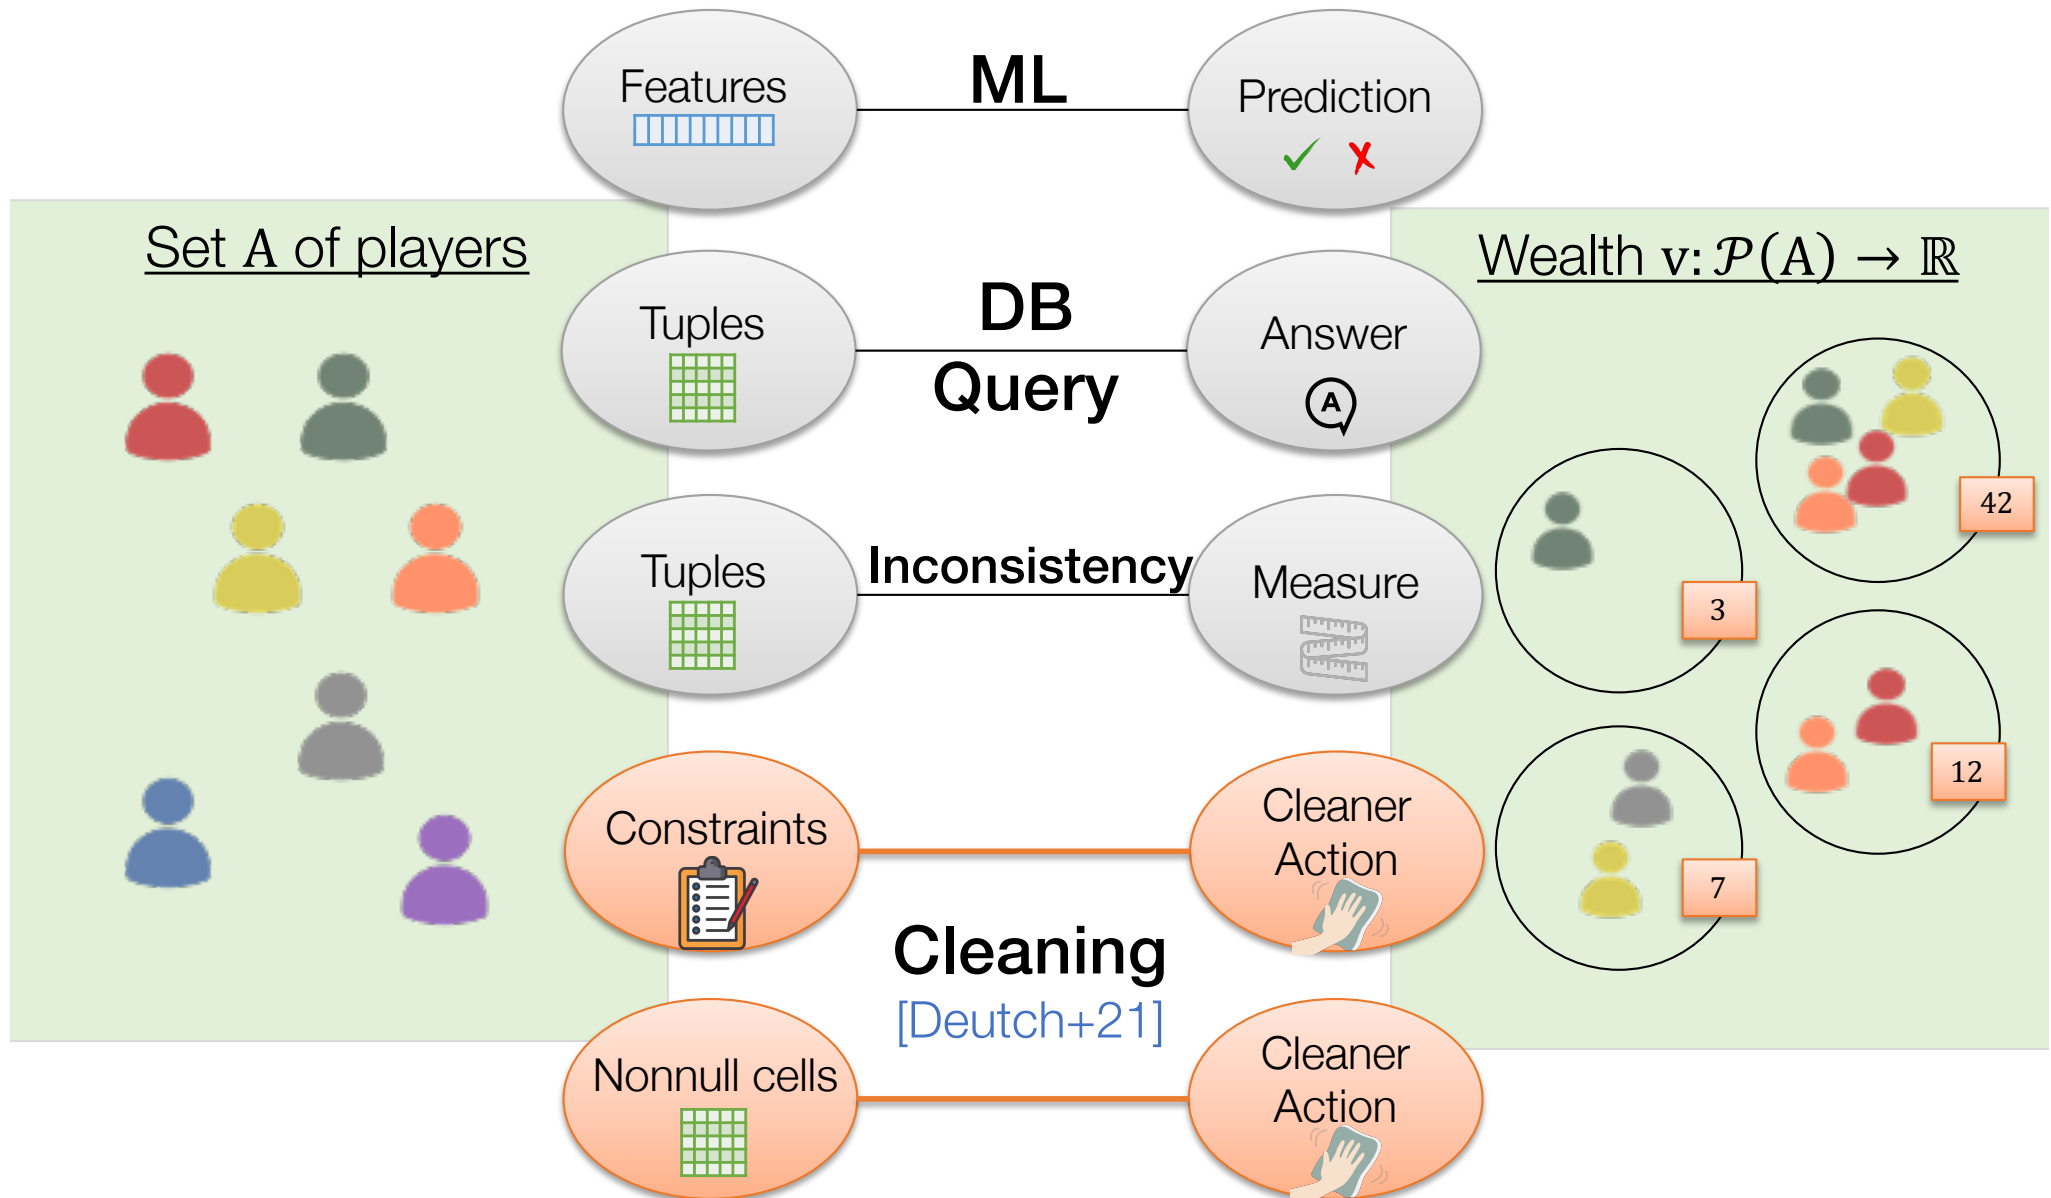 Features
ML
Prediction
Set A of players
Wealth v: 𝒫(A) → ℝ
Tuples
DB
Query
Answer
A
Tuples
Inconsistency
Measure
42
3
12
7
Constraints
Cleaner
Action
Cleaning
[Deutch+21]
Nonnull cells
Cleaner
Action